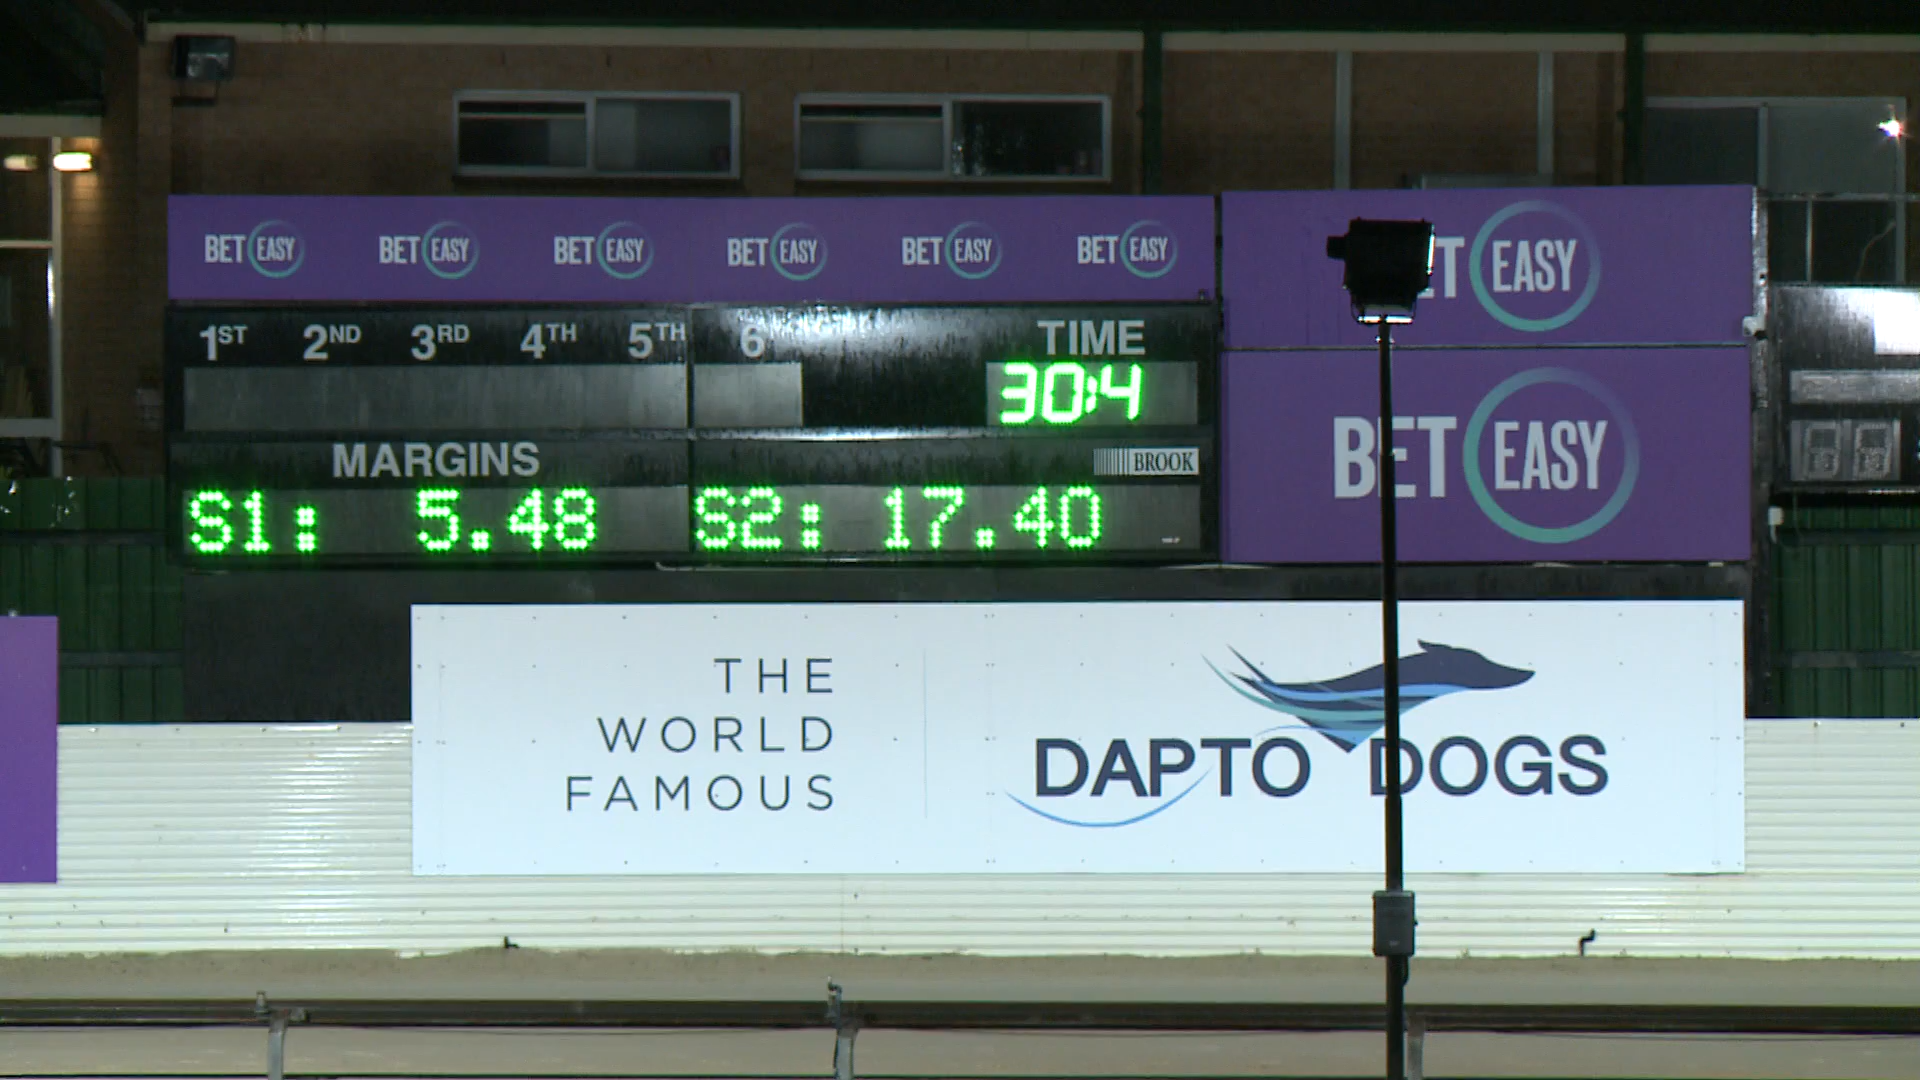 BET EASY BET EASY BET EASY BET EASY BET EASY BET EASY
EASY
1ST 2ND 3RD 4TH 5TH 6 TIME
30:4
MARGINS
BROOK
S1: 5.48 S2: 17.40
BET EASY
THE
WORLD
FAMOUS
DAPTO DOGS